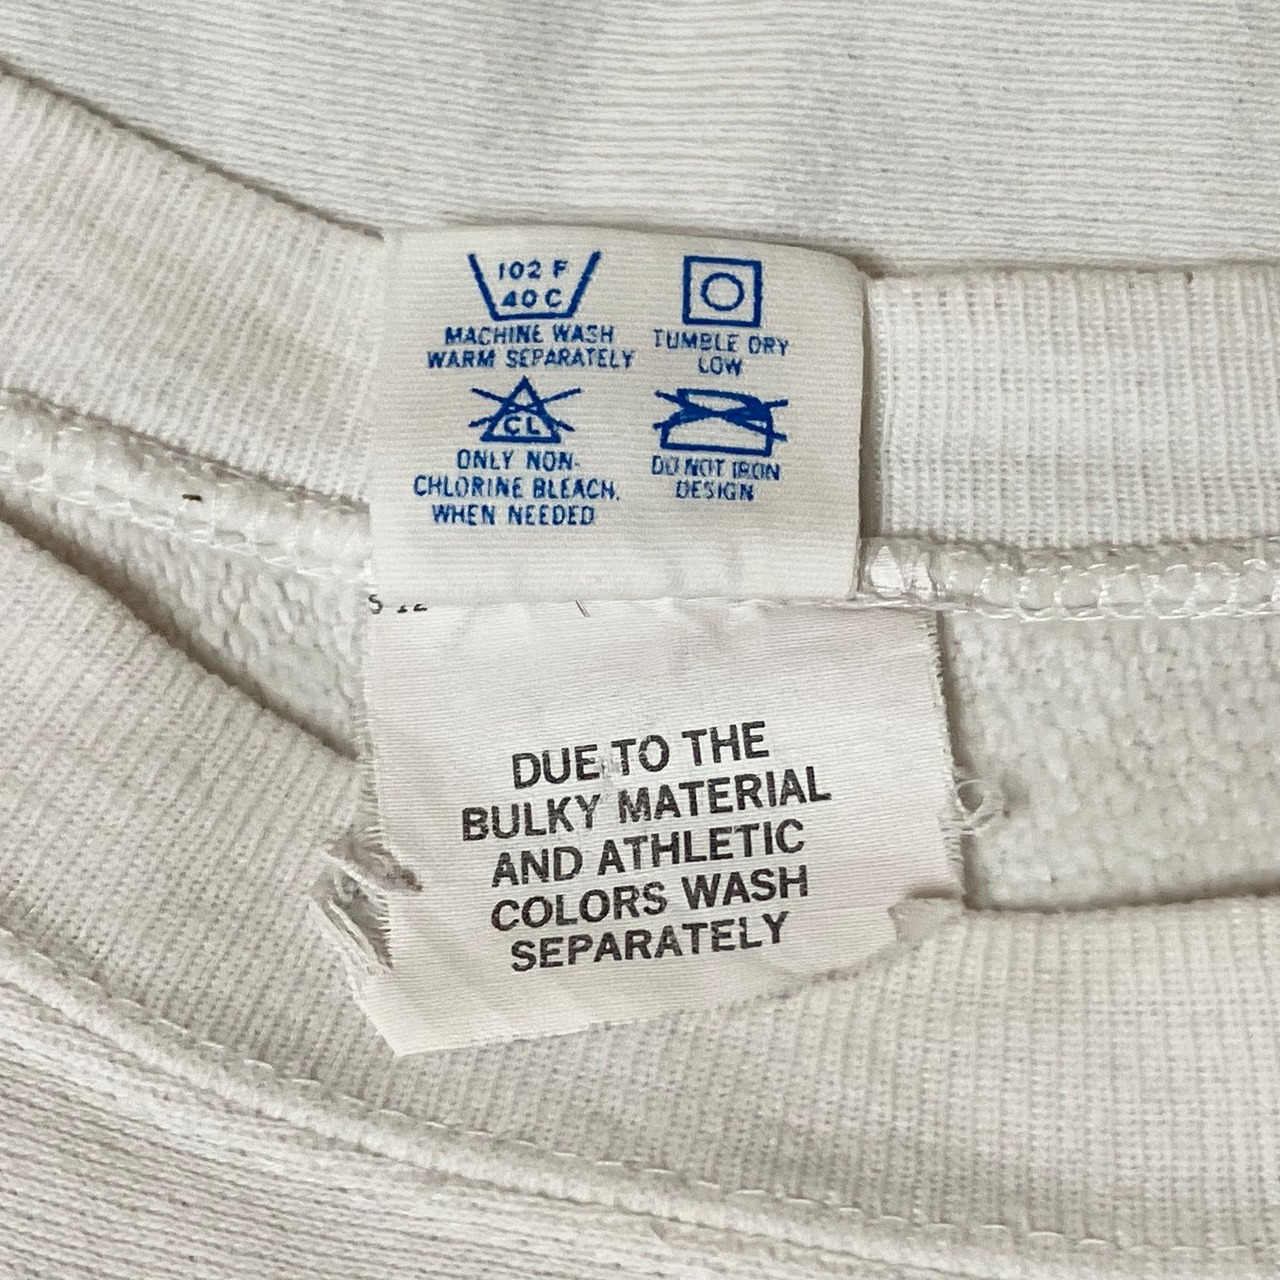 102 F
40 C
MACHINE WASH
WARM SEPARATELY
TUMBLE DRY
LOW
CL
ONLY NON-
CHLORINE BLEACH,
WHEN NEEDED
DO NOT IRON
DESIGN
DUE TO THE
BULKY MATERIAL
AND ATHLETIC
COLORS WASH
SEPARATELY